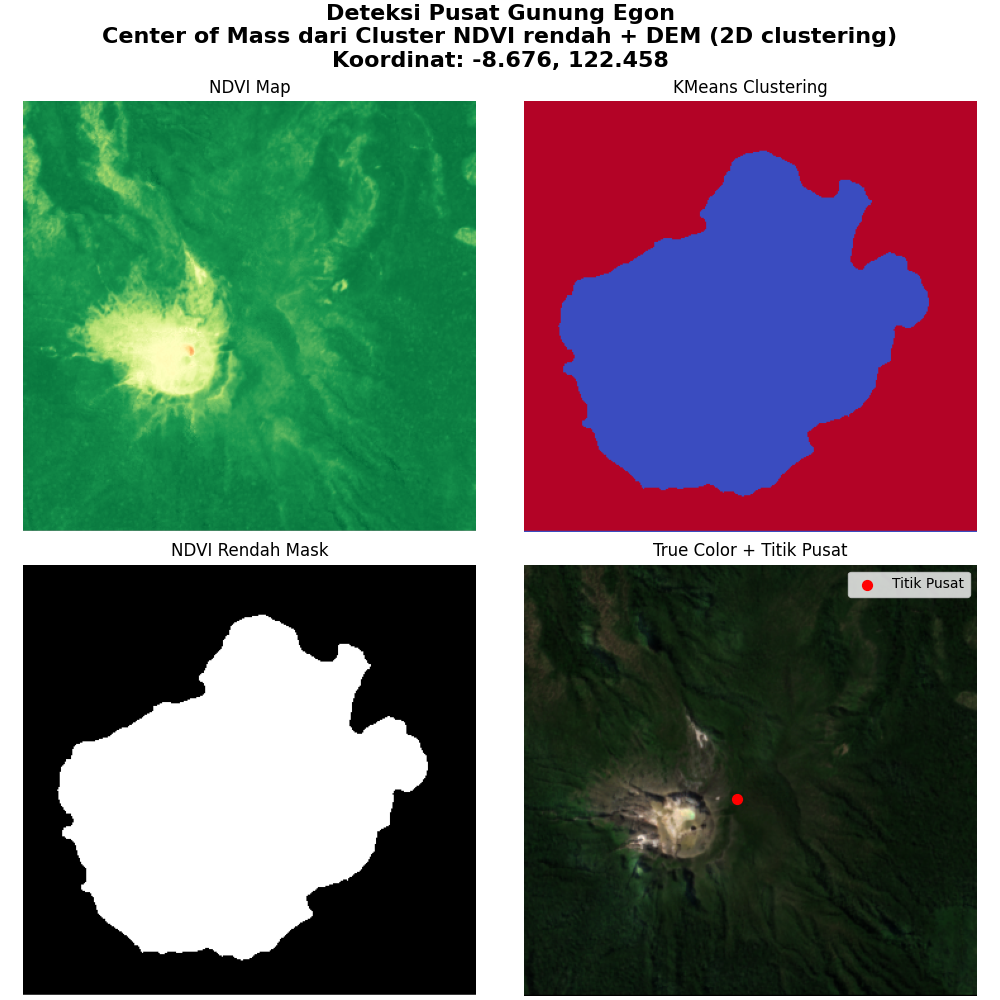 Deteksi Pusat Gunung Egon
Center of Mass dari Cluster NDVI rendah + DEM (2D clustering)
Koordinat: -8.676, 122.458
NDVI Map
KMeans Clustering
NDVI Rendah Mask
True Color + Titik Pusat
Titik Pusat